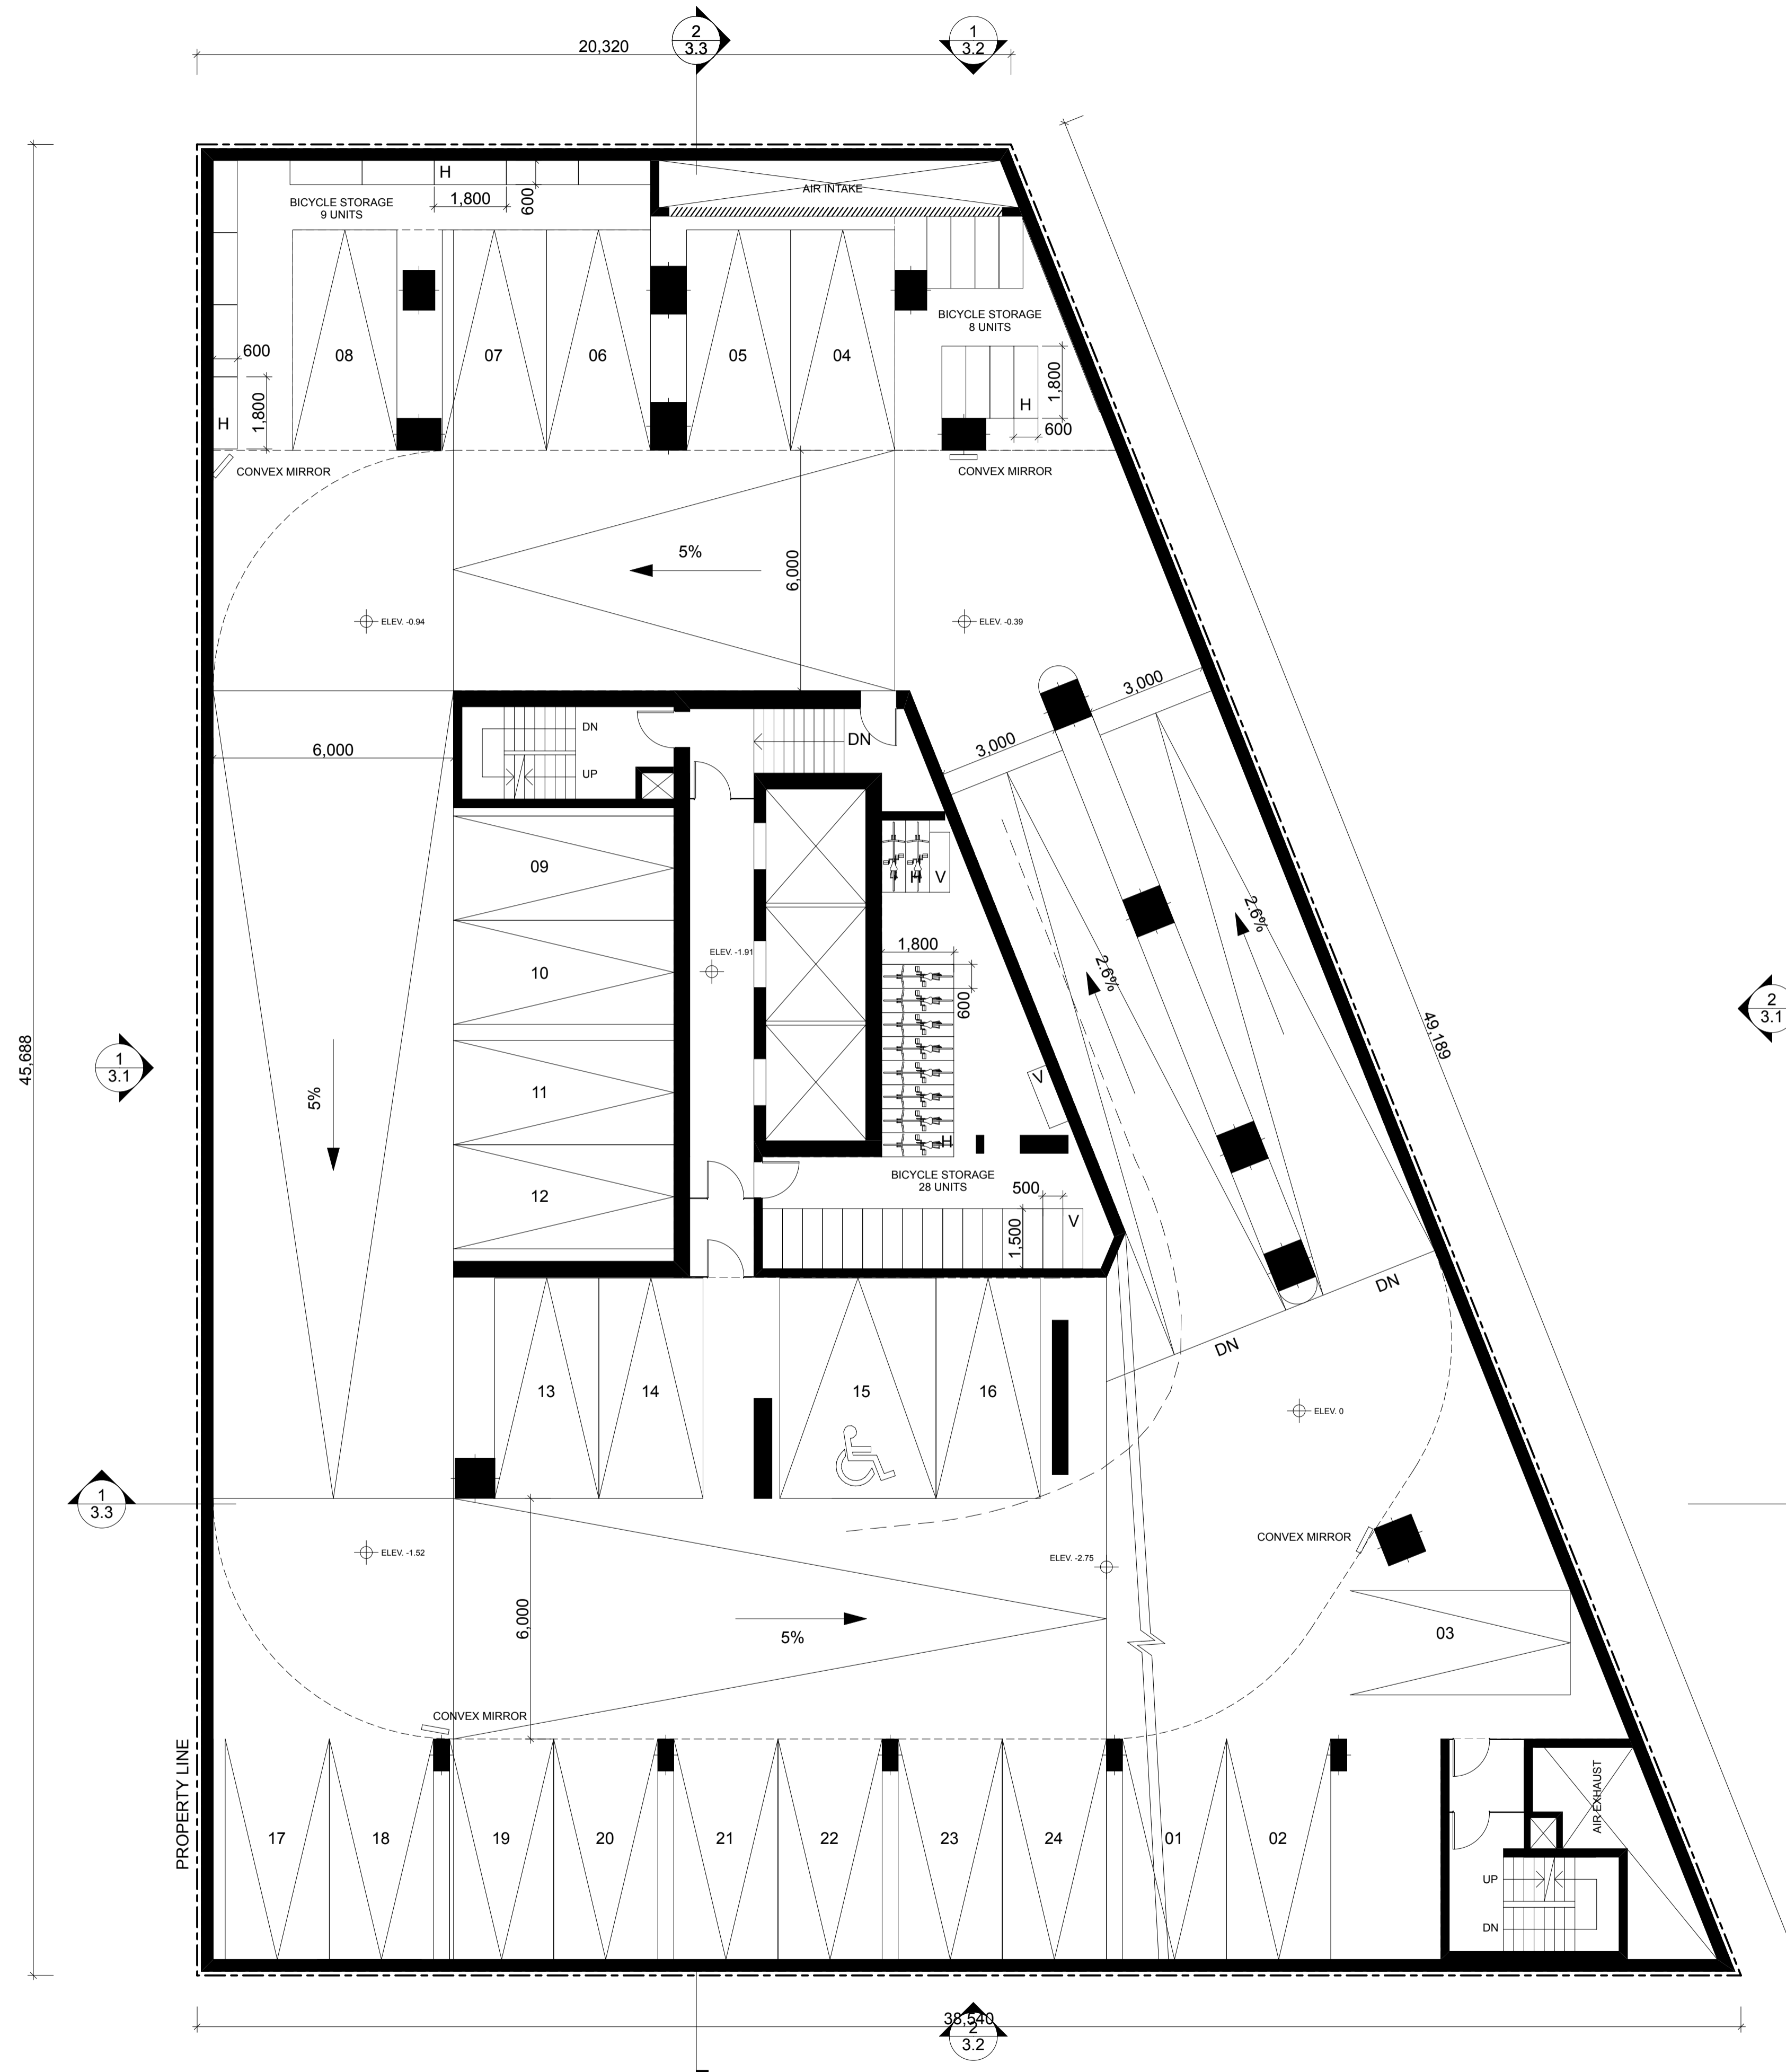 2
3.3
1
3.2
20,320
H
1,800
600
AIR INTAKE
BICYCLE STORAGE
9 UNITS
BICYCLE STORAGE
8 UNITS
08
07
06
05
04
600
1,800
H
1,800
H
600
CONVEX MIRROR
CONVEX MIRROR
5%
6,000
ELEV. -0.94
ELEV. -0.39
3,000
3,000
DN
UP
DN
6,000
09
10
11
12
H
V
ELEV. -1.91
1,800
600
2.6%
2.6%
49,189
2
3.1
45,688
1
3.1
5%
V
H
BICYCLE STORAGE
28 UNITS
500
V
1,500
DN
DN
13
14
15
16
ELEV. 0
1
3.3
ELEV. -1.52
ELEV. -2.75
CONVEX MIRROR
6,000
5%
03
CONVEX MIRROR
PROPERTY LINE
17
18
19
20
21
22
23
24
01
02
AIR EXHAUST
UP
DN
38,540
2
3.2